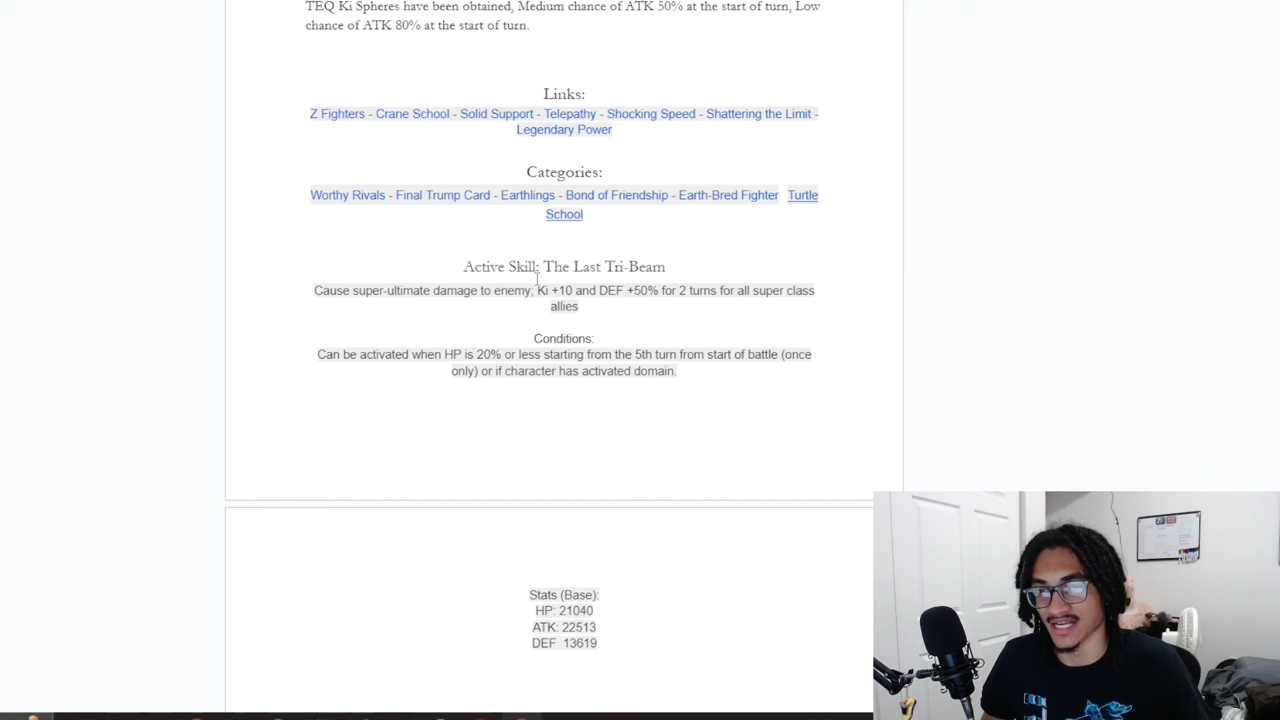 TEQ Ki Spheres have been obtained, Medium chance of ATK 50% at the start of turn, Low
chance of ATK 80% at the start of turn.
Links:
Z Fighters - Crane School - Solid Support - Telepathy - Shocking Speed - Shattering the Limit -
Legendary Power
Categories:
Worthy Rivals - Final Trump Card - Earthlings - Bond of Friendship - Earth-Bred Fighter Turtle
School
Active Skill: The Last Tri-Beam
Cause super-ultimate damage to enemy; Ki +10 and DEF +50% for 2 turns for all super class
allies
Conditions:
Can be activated when HP is 20% or less starting from the 5th turn from start of battle (once
only) or if character has activated domain.
Stats (Base):
HP: 21040
ATK: 22513
DEF 13619